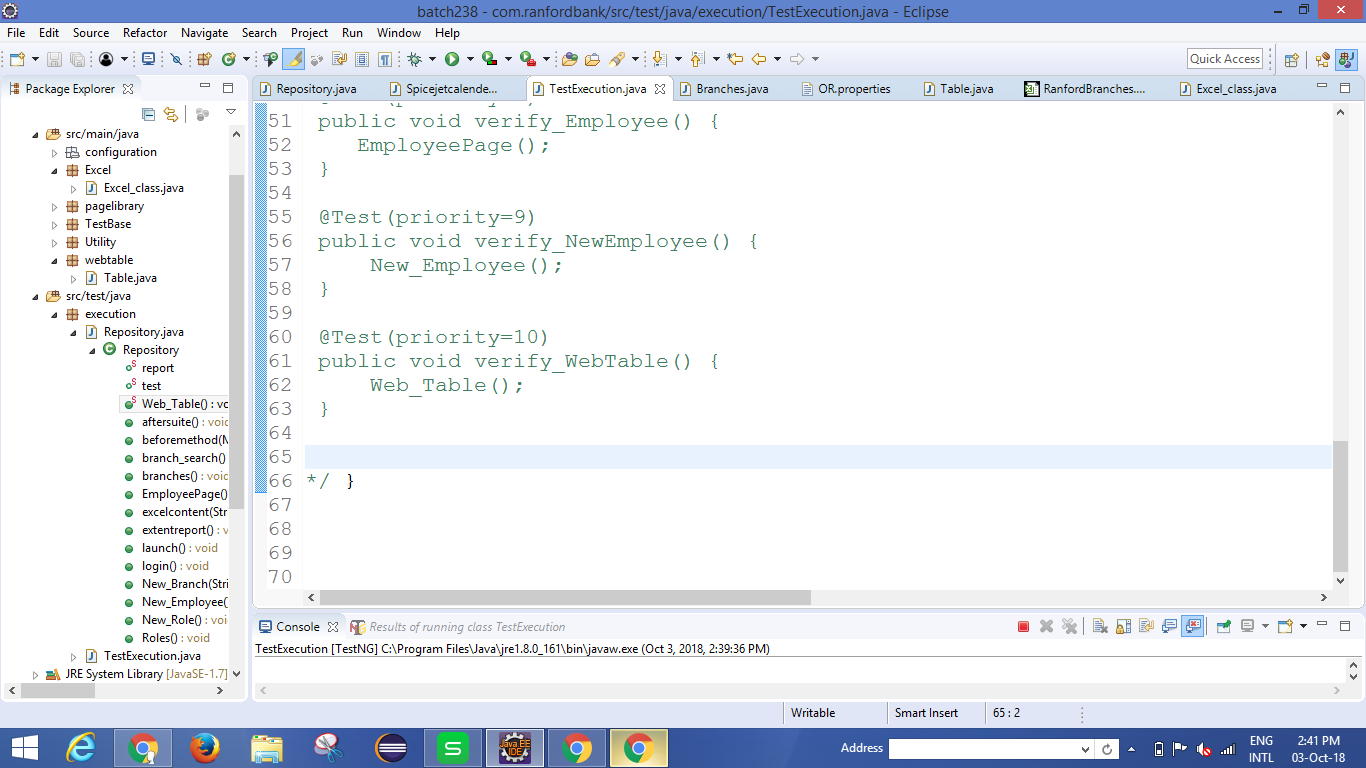 batch238 - com.ranfordbank/src/test/java/execution/TestExecution.java - Eclipse
File Edit Source Refactor Navigate Search Project Run Window Help
Quick Access
Package Explorer
Repository.java Spicejetcalende... TestExecution.java Branches.java OR.properties Table.java RanfordBranches.... Excel_class.java
src/main/java
configuration
Excel
Excel_class.java
pagelibrary
TestBase
Utility
webtable
Table.java
src/test/java
execution
Repository.java
Repository
report
test
Web_Table() : vo
aftersuite() : void
beforemethod(M
branch_search()
branches() : void
EmployeePage()
excelcontent(Str
extentreport() : v
launch() : void
login() : void
New_Branch(Stri
New_Employee(
New_Role() : voi
Roles() : void
TestExecution.java
JRE System Library [JavaSE-1.7]
51 public void verify_Employee() {
52 EmployeePage();
53 }
54
55 @Test(priority=9)
56 public void verify_NewEmployee() {
57 New_Employee();
58 }
59
60 @Test(priority=10)
61 public void verify_WebTable() {
62 Web_Table();
63 }
64
65
66 */ }
67
68
69
70
Console Results of running class TestExecution
TestExecution [TestNG] C:\Program Files\Java\jre1.8.0_161\bin\javaw.exe (Oct 3, 2018, 2:39:36 PM)
Writable Smart Insert 65 : 2
Java EE
IDE
Address
ENG
INTL
2:41 PM
03-Oct-18